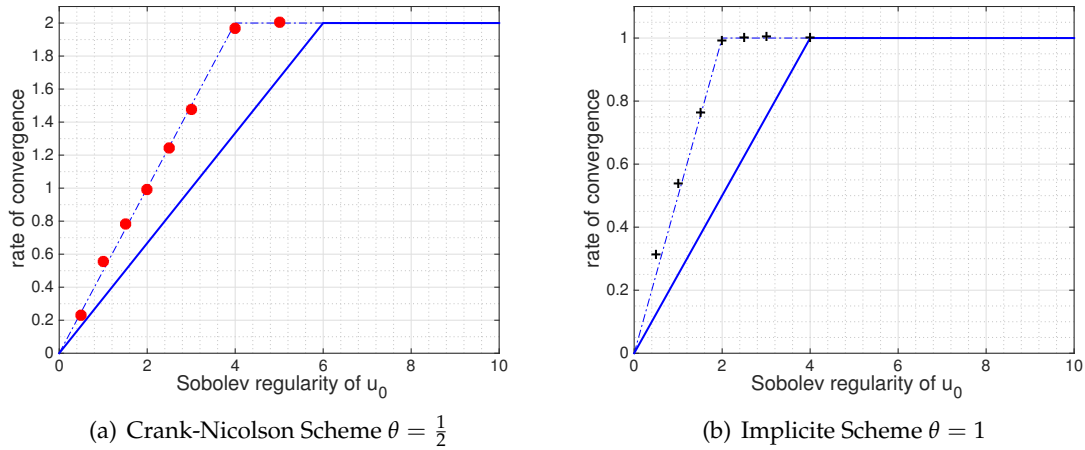 2
1.8
1.6
1.4
1.2
1
0.8
0.6
0.4
0.2
0
rate of convergence
0 2 4 6 8 10
Sobolev regularity of u₀
(a) Crank-Nicolson Scheme θ = 1/2
1
0.8
0.6
0.4
0.2
0
rate of convergence
0 2 4 6 8 10
Sobolev regularity of u₀
(b) Implicite Scheme θ = 1